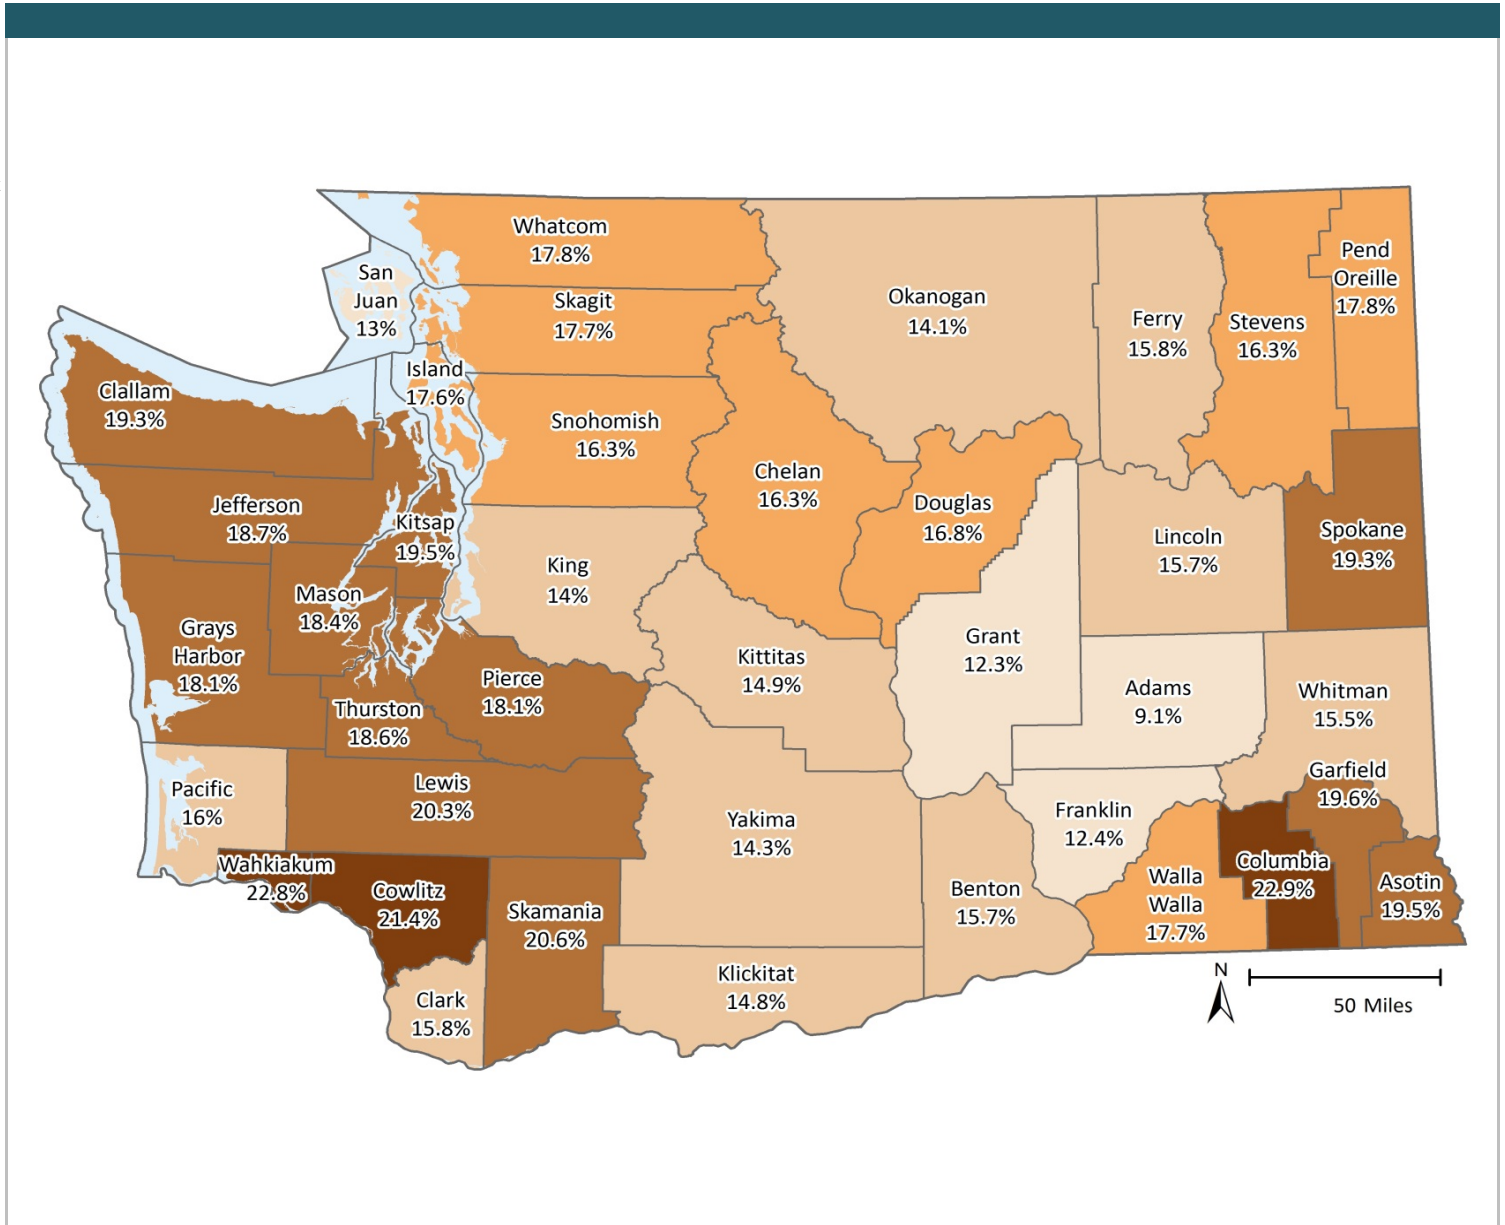 Whatcom
17.8%
San
Juan
13%
Skagit
17.7%
Island
17.6%
Snohomish
16.3%
Okanogan
14.1%
Ferry
15.8%
Stevens
16.3%
Pend
Oreille
17.8%
Clallam
19.3%
Jefferson
18.7%
Kitsap
19.5%
Chelan
16.3%
Douglas
16.8%
Lincoln
15.7%
Spokane
19.3%
King
14%
Mason
18.4%
Grays
Harbor
18.1%
Kittitas
14.9%
Grant
12.3%
Adams
9.1%
Whitman
15.5%
Pierce
18.1%
Thurston
18.6%
Pacific
16%
Lewis
20.3%
Yakima
14.3%
Franklin
12.4%
Garfield
19.6%
Wahkiakum
22.8%
Cowlitz
21.4%
Skamania
20.6%
Benton
15.7%
Walla
Walla
17.7%
Columbia
22.9%
Asotin
19.5%
Clark
15.8%
Klickitat
14.8%
N
50 Miles